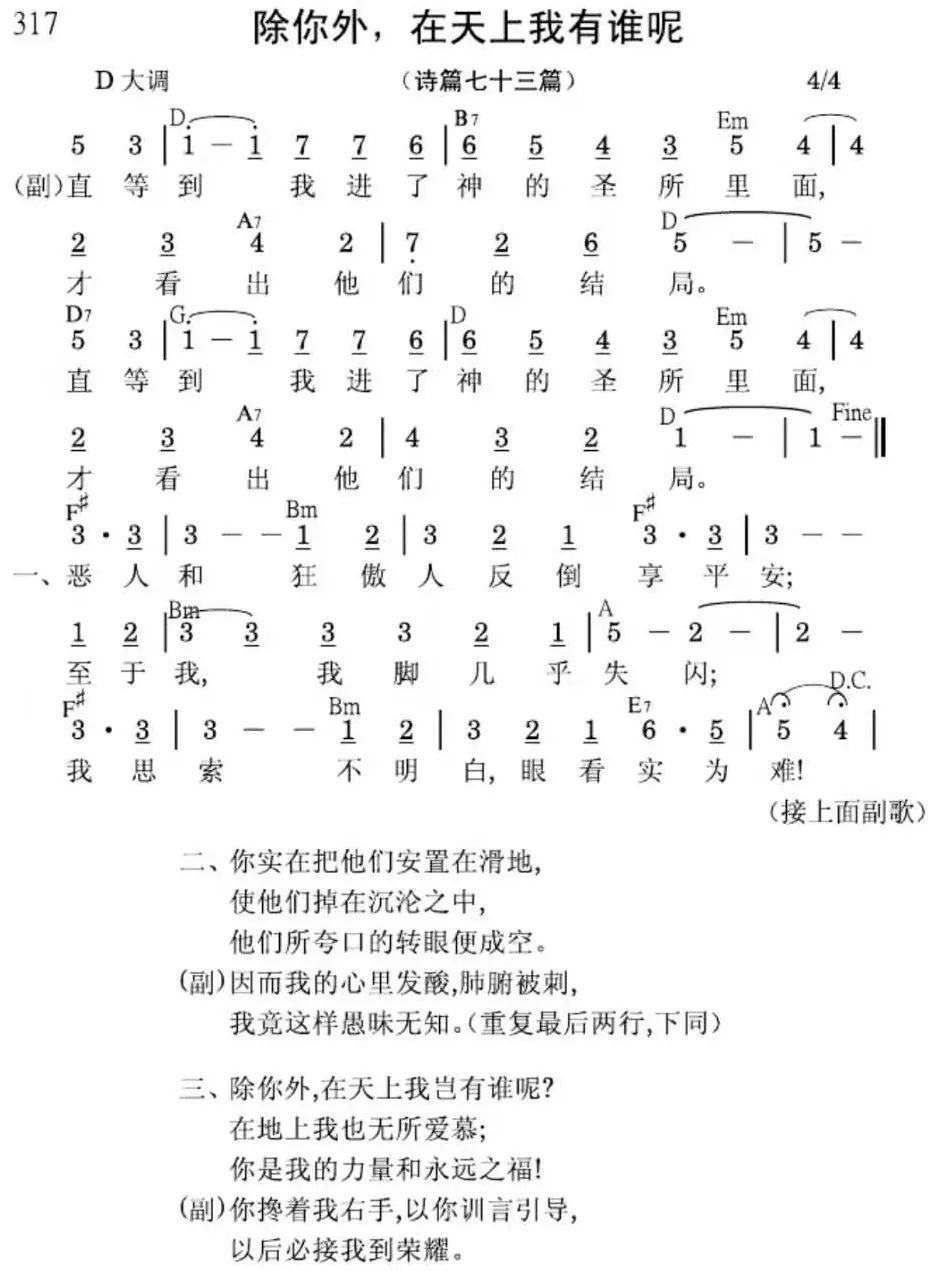 317 除你外，在天上我有谁呢
D 大调 （诗篇七十三篇） 4/4
D B7 Em
5 3 | 1 － 1 7 7 6 | 6 5 4 3 5 4 | 4
(副)直 等 到 我 进 了 神 的 圣 所 里 面,
A7 D
2 3 4 2 | 7 2 6 5 － | 5 －
才 看 出 他 们 的 结 局。
D7 G D Em
5 3 | 1 － 1 7 7 6 | 6 5 4 3 5 4 | 4
直 等 到 我 进 了 神 的 圣 所 里 面,
A7 D Fine
2 3 4 2 | 4 3 2 1 － | 1 － ‖
才 看 出 他 们 的 结 局。
F# Bm F#
3 · 3 | 3 － － 1 2 | 3 2 1 3 · 3 | 3 － －
一、恶 人 和 狂 傲 人 反 倒 享 平 安;
Bm A
1 2 | 3 3 3 3 2 1 | 5 － 2 － | 2 －
至 于 我, 我 脚 几 乎 失 闪;
F# Bm E7 A D.C.
3 · 3 | 3 － － 1 2 | 3 2 1 6 · 5 | 5 4 |
我 思 索 不 明 白, 眼 看 实 为 难!
（接上面副歌）
二、你实在把他们安置在滑地,
使他们掉在沉沦之中,
他们所夸口的转眼便成空。
(副)因而我的心里发酸,肺腑被刺,
我竟这样愚昧无知。（重复最后两行,下同）
三、除你外,在天上我岂有谁呢?
在地上我也无所爱慕;
你是我的力量和永远之福!
(副)你搀着我右手,以你训言引导,
以后必接我到荣耀。